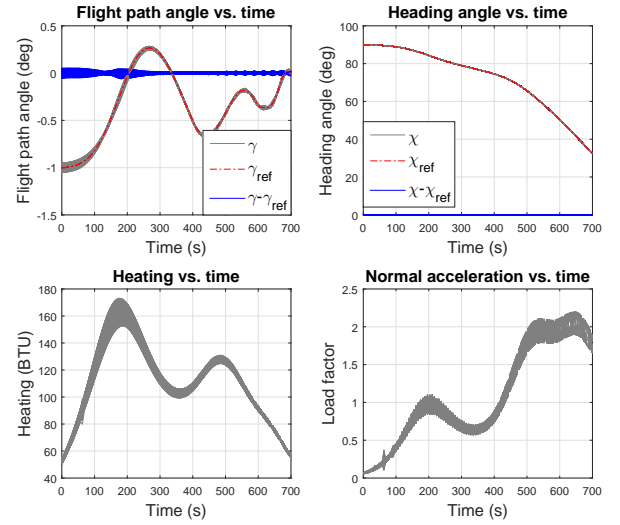 Flight path angle vs. time
Flight path angle (deg)
0.5
0
-0.5
-1
-1.5
0 100 200 300 400 500 600 700
Time (s)
γ
γref
γ-γref
Heading angle vs. time
Heading angle (deg)
100
80
60
40
20
0
0 100 200 300 400 500 600 700
Time (s)
χ
χref
χ-χref
Heating vs. time
Heating (BTU)
180
160
140
120
100
80
60
40
0 100 200 300 400 500 600 700
Time (s)
Normal acceleration vs. time
Load factor
2.5
2
1.5
1
0.5
0
0 100 200 300 400 500 600 700
Time (s)